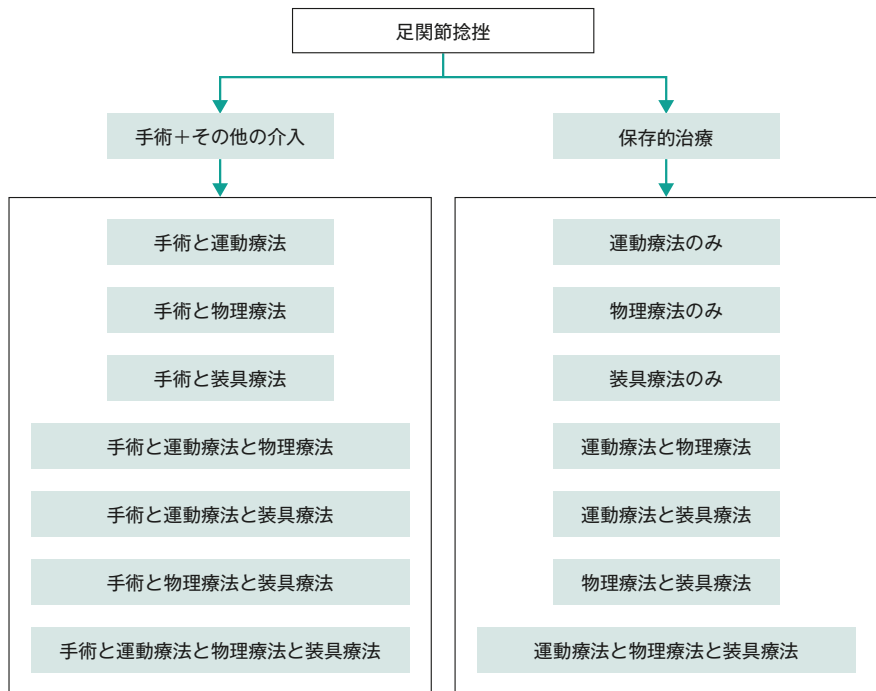 足関節捻挫
手術＋その他の介入
保存的治療
手術と運動療法
手術と物理療法
手術と装具療法
手術と運動療法と物理療法
手術と運動療法と装具療法
手術と物理療法と装具療法
手術と運動療法と物理療法と装具療法
運動療法のみ
物理療法のみ
装具療法のみ
運動療法と物理療法
運動療法と装具療法
物理療法と装具療法
運動療法と物理療法と装具療法